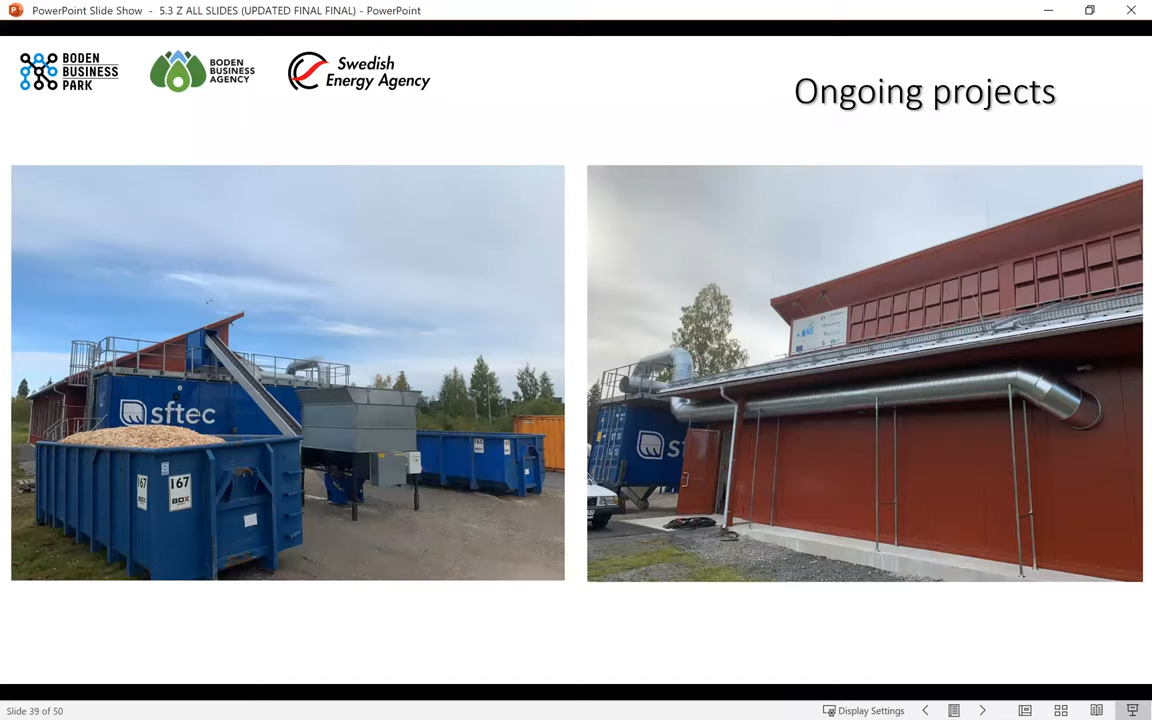 PowerPoint Slide Show - 5.3 Z ALL SLIDES (UPDATED FINAL FINAL) - PowerPoint
BODEN
BUSINESS
PARK
BODEN
BUSINESS
AGENCY
Swedish
Energy Agency
Ongoing projects
sftec
167
167
BDX
S
Slide 39 of 50
Display Settings